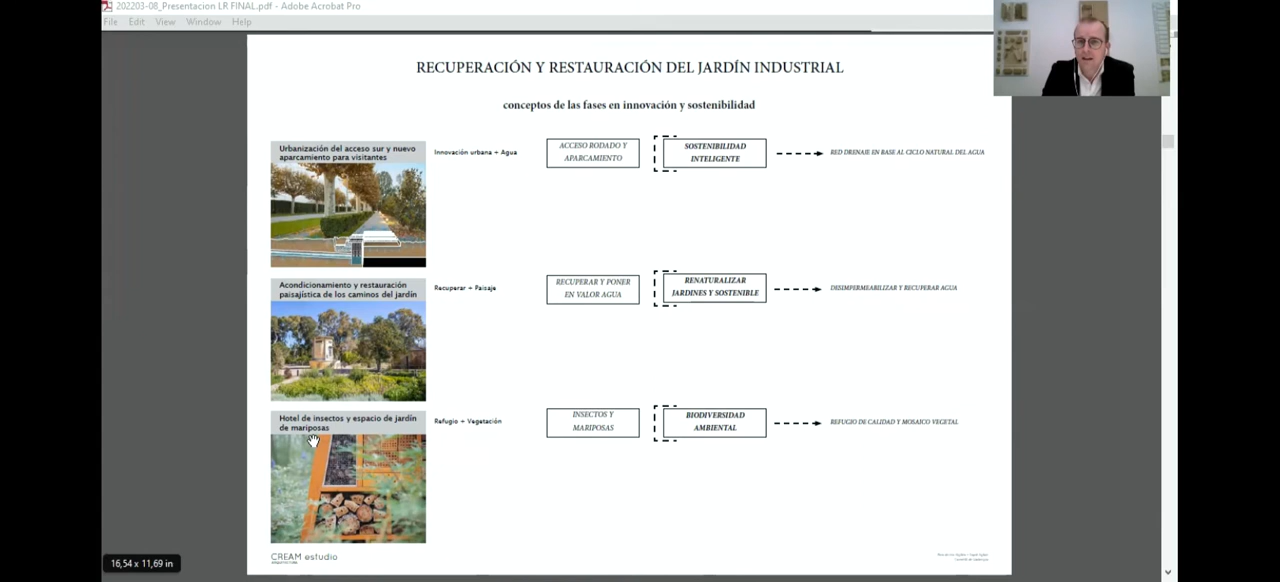 202203-08_Presentacion LR FINAL.pdf - Adobe Acrobat Pro
File Edit View Window Help
RECUPERACIÓN Y RESTAURACIÓN DEL JARDÍN INDUSTRIAL
conceptos de las fases en innovación y sostenibilidad
Urbanización del acceso sur y nuevo
aparcamiento para visitantes
Innovación urbana + Agua
ACCESO RODADO Y
APARCAMIENTO
SOSTENIBILIDAD
INTELIGENTE
RED DRENAJE EN BASE AL CICLO NATURAL DEL AGUA
Acondicionamiento y restauración
paisajística de los caminos del jardín
Recuperar + Paisaje
RECUPERAR Y PONER
EN VALOR AGUA
RENATURALIZAR
JARDINES Y SOSTENIBLE
DESIMPERMEABILIZAR Y RECUPERAR AGUA
Hotel de insectos y espacio de jardín
de mariposas
Refugio + Vegetación
INSECTOS Y
MARIPOSAS
BIODIVERSIDAD
AMBIENTAL
REFUGIO DE CALIDAD Y MOSAICO VEGETAL
CREAM estudio
ARQUITECTURA
16,54 x 11,69 in